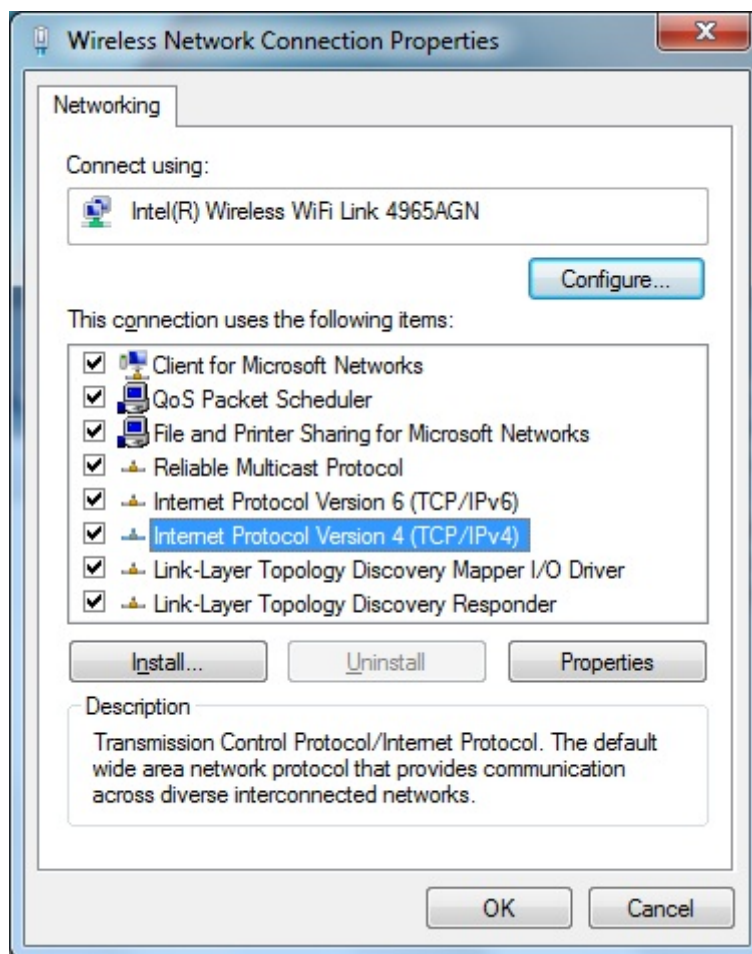 Wireless Network Connection Properties
Networking
Connect using:
Intel(R) Wireless WiFi Link 4965AGN
Configure...
This connection uses the following items:
Client for Microsoft Networks
QoS Packet Scheduler
File and Printer Sharing for Microsoft Networks
Reliable Multicast Protocol
Internet Protocol Version 6 (TCP/IPv6)
Internet Protocol Version 4 (TCP/IPv4)
Link-Layer Topology Discovery Mapper I/O Driver
Link-Layer Topology Discovery Responder
Install... Uninstall Properties
Description
Transmission Control Protocol/Internet Protocol. The default
wide area network protocol that provides communication
across diverse interconnected networks.
OK Cancel